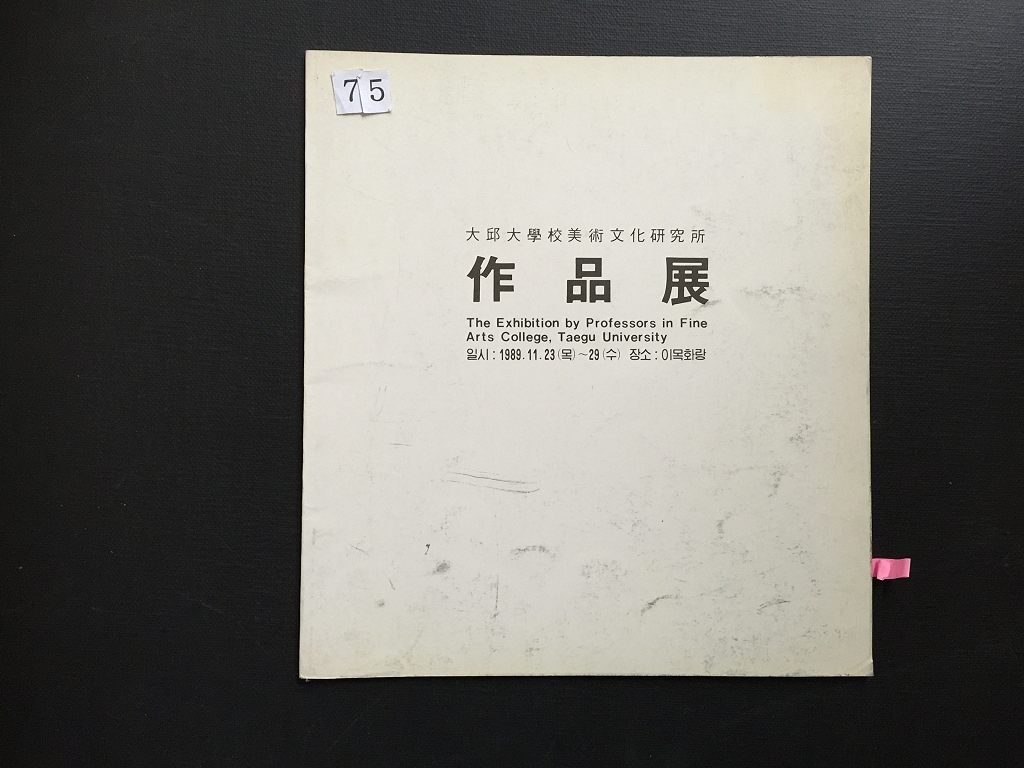 75
大邱大學校美術文化硏究所
作品展
The Exhibition by Professors in Fine
Arts College, Taegu University
일시 : 1989. 11. 23 (목) ~29 (수) 장소 : 이목화랑